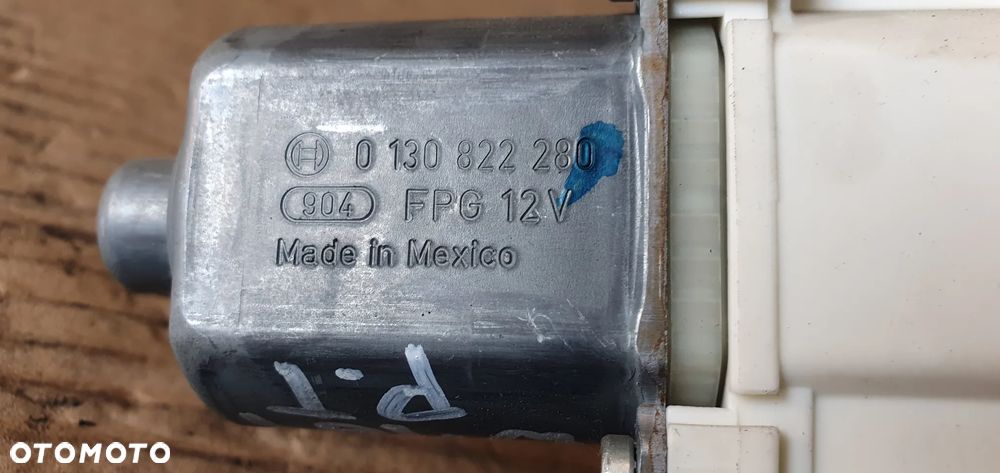 0 130 822 280
904 FPG 12V
Made in Mexico
OTOMOTO